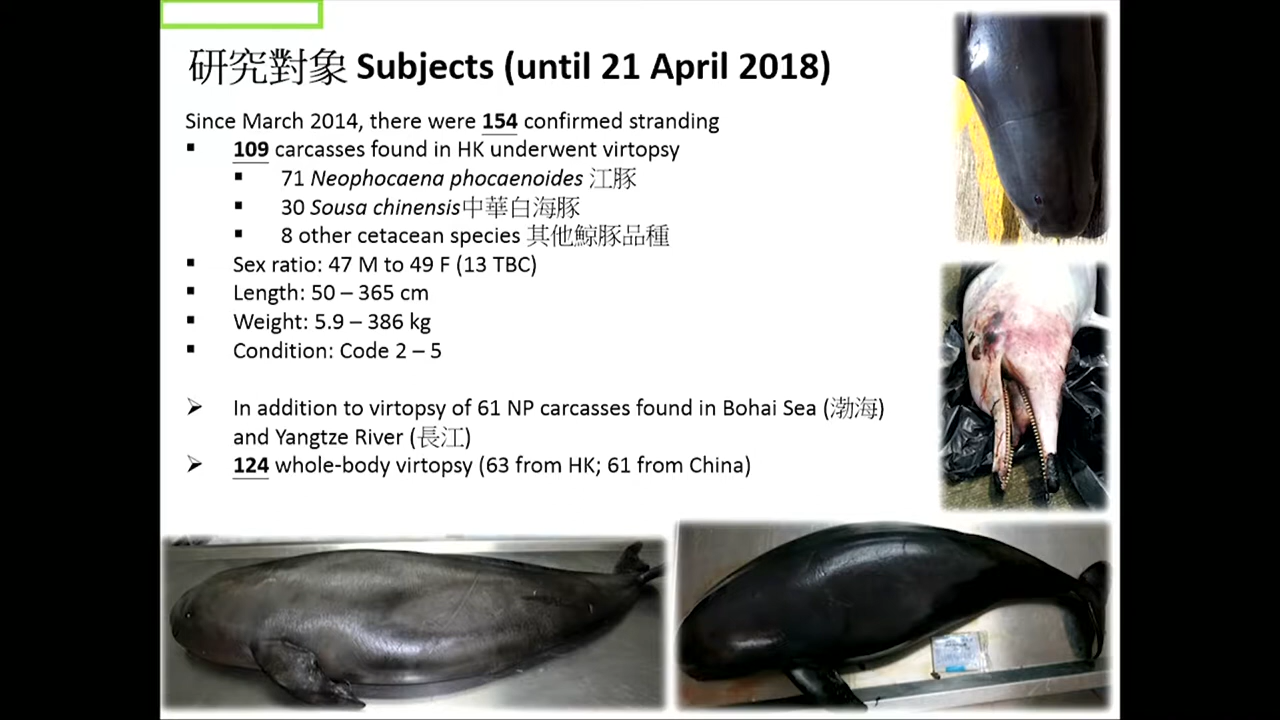 研究對象 Subjects (until 21 April 2018)
Since March 2014, there were 154 confirmed stranding
▪ 109 carcasses found in HK underwent virtopsy
▪ 71 Neophocaena phocaenoides 江豚
▪ 30 Sousa chinensis中華白海豚
▪ 8 other cetacean species 其他鯨豚品種
▪ Sex ratio: 47 M to 49 F (13 TBC)
▪ Length: 50 – 365 cm
▪ Weight: 5.9 – 386 kg
▪ Condition: Code 2 – 5
➢ In addition to virtopsy of 61 NP carcasses found in Bohai Sea (渤海)
and Yangtze River (長江)
➢ 124 whole-body virtopsy (63 from HK; 61 from China)